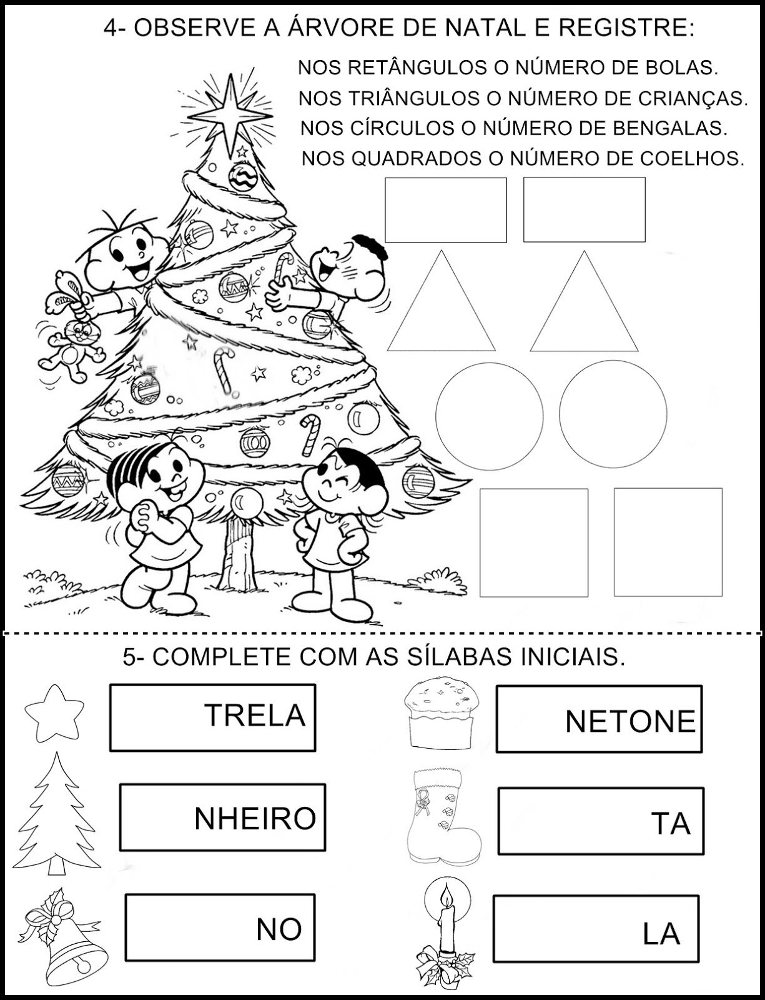 4- OBSERVE A ÁRVORE DE NATAL E REGISTRE:
NOS RETÂNGULOS O NÚMERO DE BOLAS.
NOS TRIÂNGULOS O NÚMERO DE CRIANÇAS.
NOS CÍRCULOS O NÚMERO DE BENGALAS.
NOS QUADRADOS O NÚMERO DE COELHOS.
5- COMPLETE COM AS SÍLABAS INICIAIS.
TRELA
NETONE
NHEIRO
TA
NO
LA